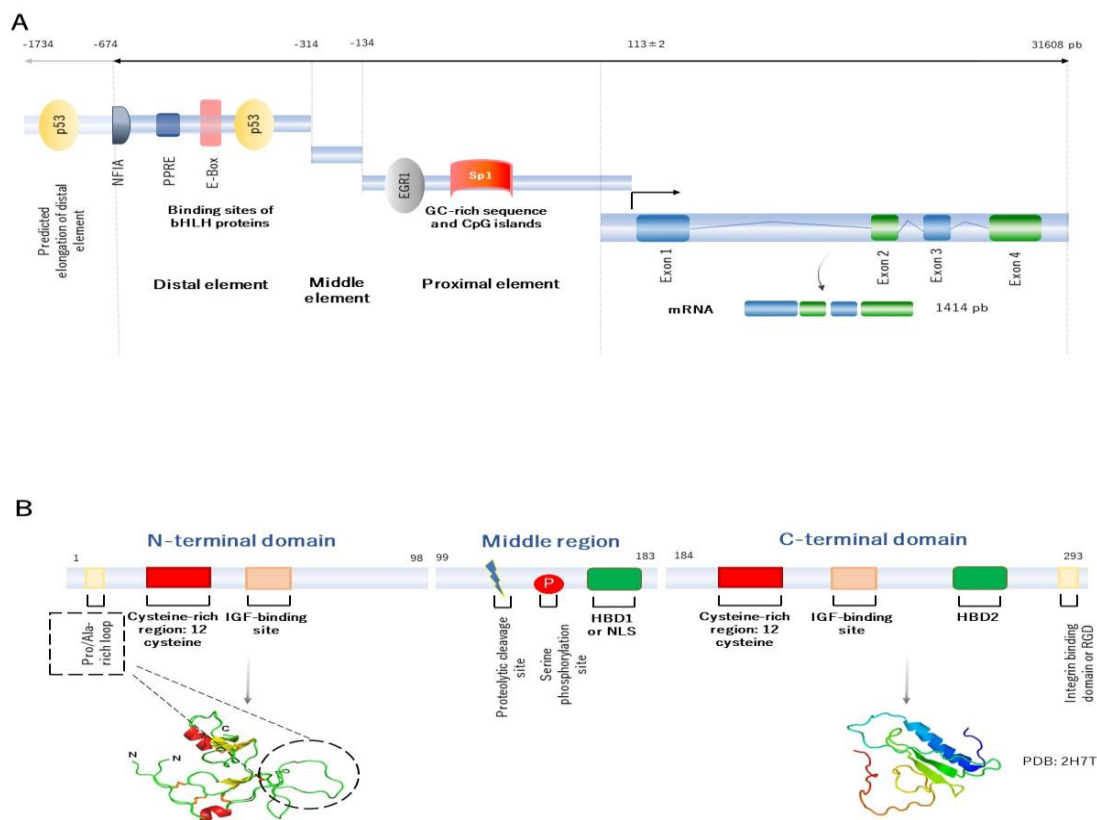 A
-1734
-674
-314
-134
113 ± 2
31608 pb
p53
NF1A
PPRE
E-Box
p53
EGR1
Sp1
Predicted
elongation of distal
element
Binding sites of
bHLH proteins
GC-rich sequence
and CpG islands
Distal element
Middle
element
Proximal element
Exon 1
Exon 2
Exon 3
Exon 4
mRNA
1414 pb
B
N-terminal domain
Middle region
C-terminal domain
1
98
99
183
184
293
P
Pro/Ala-
rich loop
Cysteine-rich
region: 12
cysteine
IGF-binding
site
Proteolytic cleavage
site
Serine
phosphorylation
site
HBD1
or NLS
Cysteine-rich
region: 12
cysteine
IGF-binding
site
HBD2
Integrin binding
domain or RGD
C
N
N
PDB: 2H7T